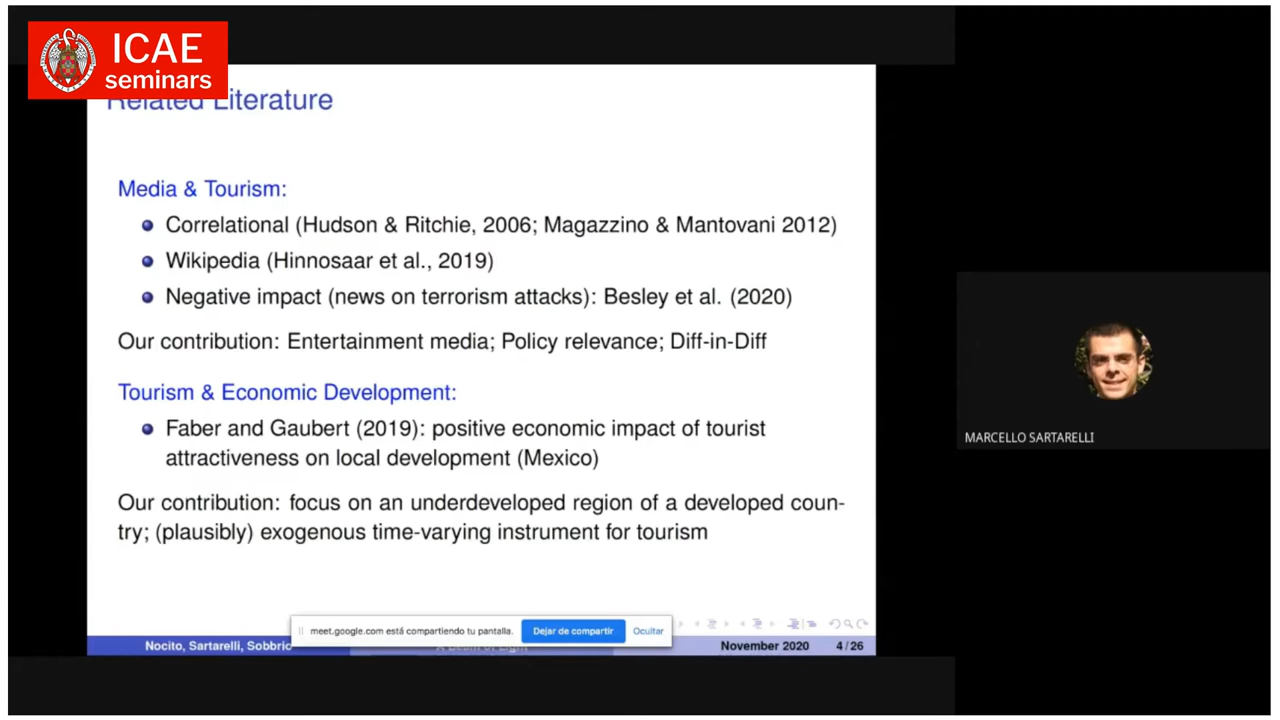 ICAE
seminars
Related Literature
Media & Tourism:
Correlational (Hudson & Ritchie, 2006; Magazzino & Mantovani 2012)
Wikipedia (Hinnosaar et al., 2019)
Negative impact (news on terrorism attacks): Besley et al. (2020)
Our contribution: Entertainment media; Policy relevance; Diff-in-Diff
Tourism & Economic Development:
Faber and Gaubert (2019): positive economic impact of tourist
attractiveness on local development (Mexico)
Our contribution: focus on an underdeveloped region of a developed coun-
try; (plausibly) exogenous time-varying instrument for tourism
MARCELLO SARTARELLI
meet.google.com está compartiendo tu pantalla. Dejar de compartir Ocultar
Nocito, Sartarelli, Sobbrio A Beam of Light November 2020 4/26